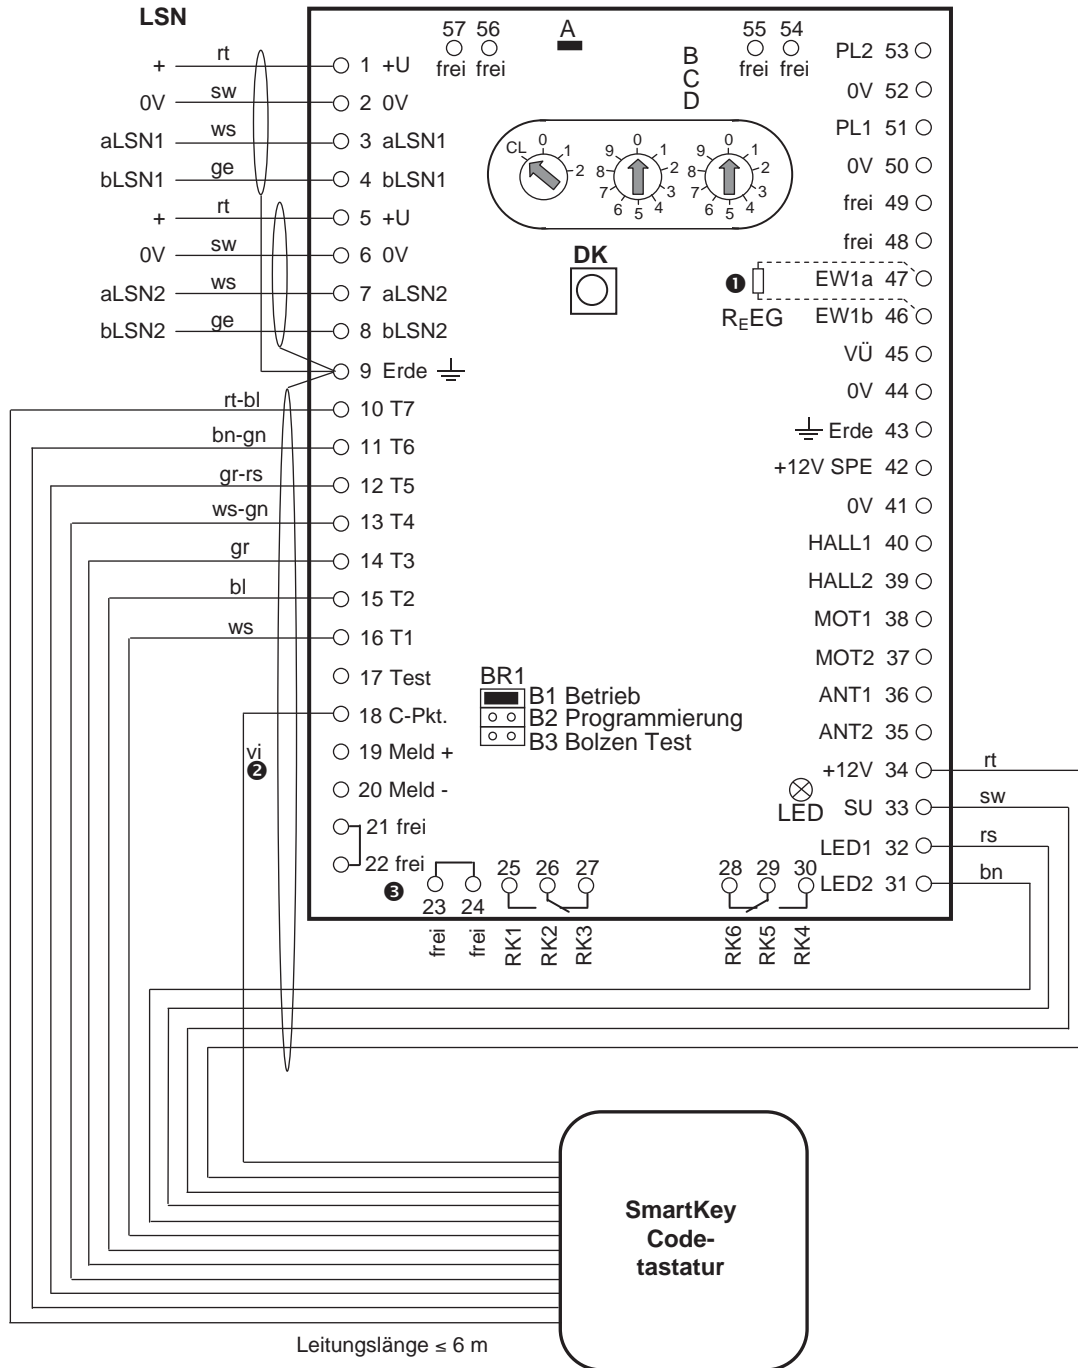 LSN
+ rt 1 +U
0V sw 2 0V
aLSN1 ws 3 aLSN1
bLSN1 ge 4 bLSN1
+ rt 5 +U
0V sw 6 0V
aLSN2 ws 7 aLSN2
bLSN2 ge 8 bLSN2
9 Erde
rt-bl 10 T7
bn-gn 11 T6
gr-rs 12 T5
ws-gn 13 T4
gr 14 T3
bl 15 T2
ws 16 T1
17 Test
18 C-Pkt.
vi
❷
19 Meld +
20 Meld -
21 frei
22 frei
❸
57 56
frei frei
A
B
C
D
55 54
frei frei
CL 0 1 2
0 1 2 3 4 5 6 7 8 9
0 1 2 3 4 5 6 7 8 9
DK
❶
REEG
BR1
B1 Betrieb
B2 Programmierung
B3 Bolzen Test
LED
PL2 53
0V 52
PL1 51
0V 50
frei 49
frei 48
EW1a 47
EW1b 46
VÜ 45
0V 44
Erde 43
+12V SPE 42
0V 41
HALL1 40
HALL2 39
MOT1 38
MOT2 37
ANT1 36
ANT2 35
+12V 34 rt
SU 33 sw
LED1 32 rs
LED2 31 bn
23 24 25 26 27
frei frei RK1 RK2 RK3
28 29 30
RK6 RK5 RK4
SmartKey
Code-
tastatur
Leitungslänge ≤ 6 m